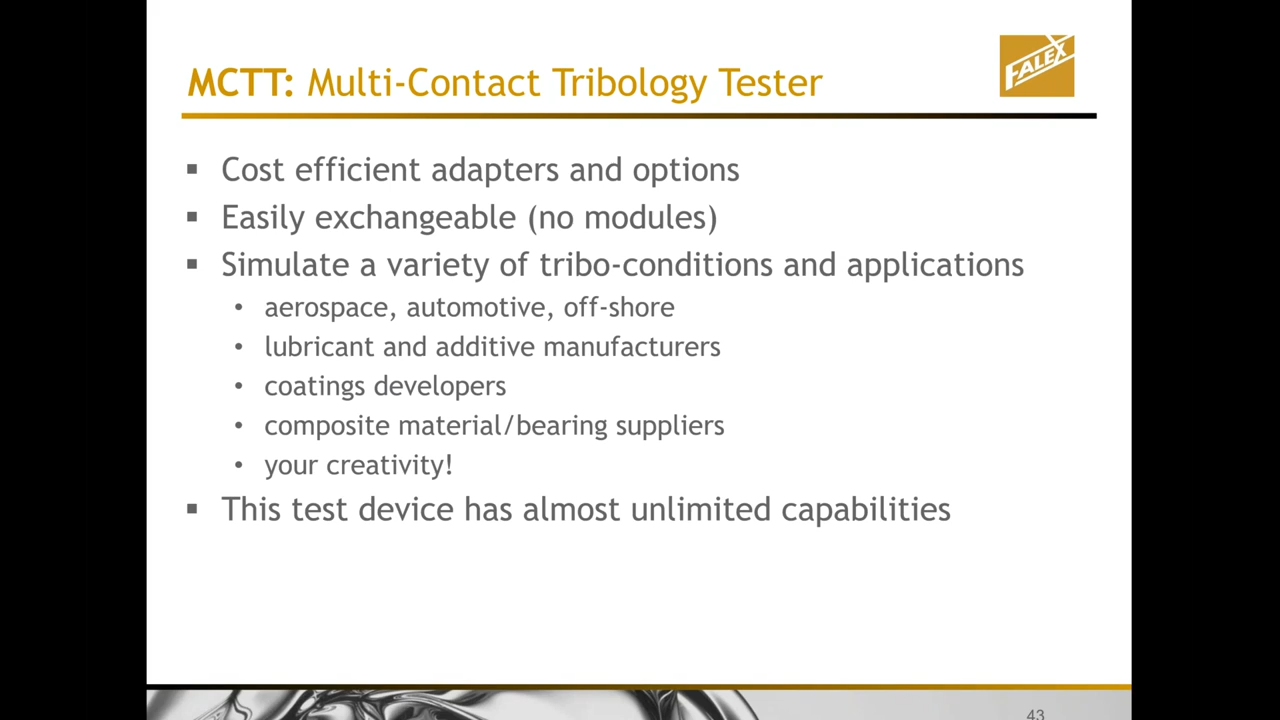 MCTT: Multi-Contact Tribology Tester
FALEX
▪ Cost efficient adapters and options
▪ Easily exchangeable (no modules)
▪ Simulate a variety of tribo-conditions and applications
• aerospace, automotive, off-shore
• lubricant and additive manufacturers
• coatings developers
• composite material/bearing suppliers
• your creativity!
▪ This test device has almost unlimited capabilities
43